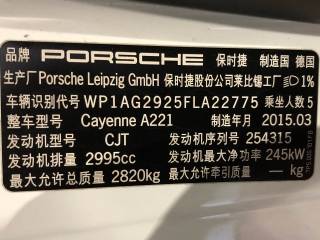 品牌 PORSCHE 保时捷 制造国 德国
生产厂 Porsche Leipzig GmbH 保时捷股份公司莱比锡工厂 1%
车辆识别代号 WP1AG2925FLA22775 乘坐人数 5
整车型号 Cayenne A221 制造年月 2015.03
发动机型号 CJT 发动机序列号 254315
发动机排量 2995cc 发动机最大净功率 245kW
最大允许总质量 2820kg 最大允许牵引质量 — kg